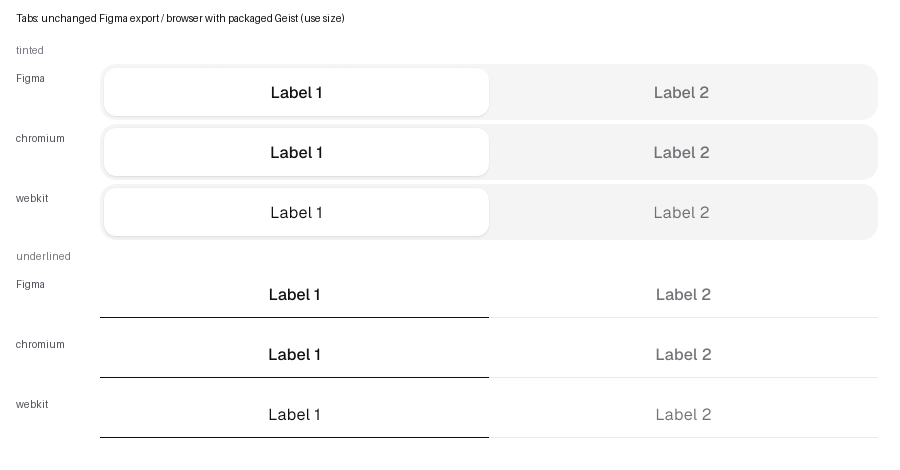 Tabs: unchanged Figma export / browser with packaged Geist (use size)
tinted
Figma
Label 1 Label 2
chromium
Label 1 Label 2
webkit
Label 1 Label 2
underlined
Figma
Label 1 Label 2
chromium
Label 1 Label 2
webkit
Label 1 Label 2